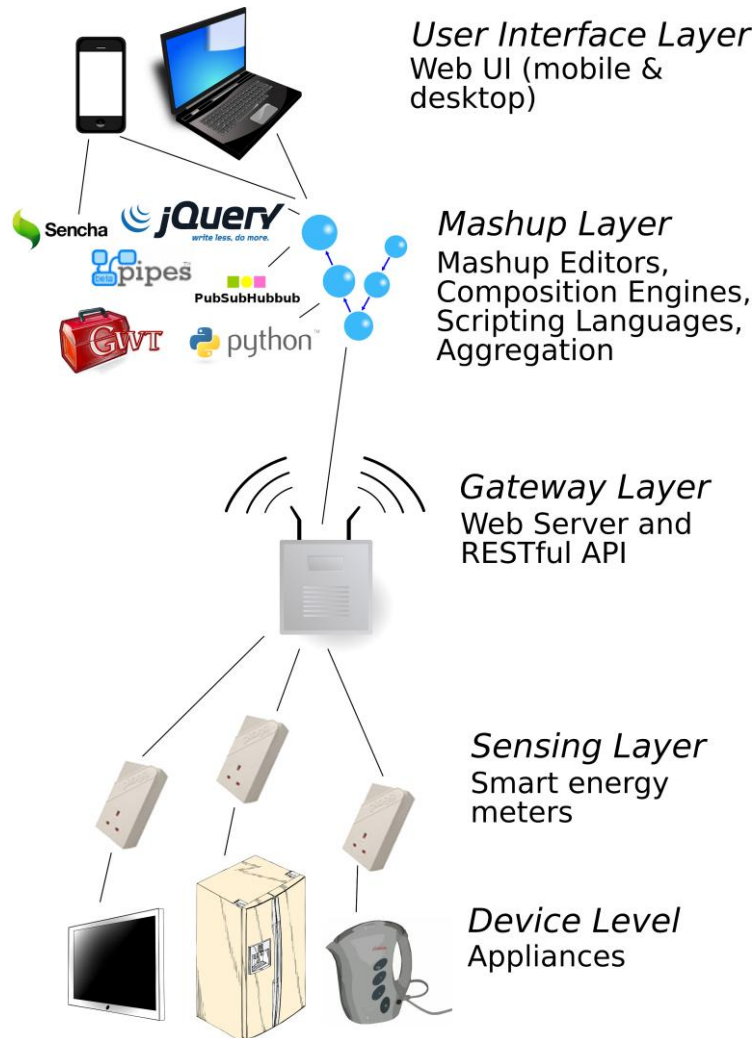 User Interface Layer
Web UI (mobile &
desktop)
Sencha
jQuery
write less, do more.
beta
pipes
PubSubHubbub
GWT
python™
Mashup Layer
Mashup Editors,
Composition Engines,
Scripting Languages,
Aggregation
Gateway Layer
Web Server and
RESTful API
Sensing Layer
Smart energy
meters
Device Level
Appliances